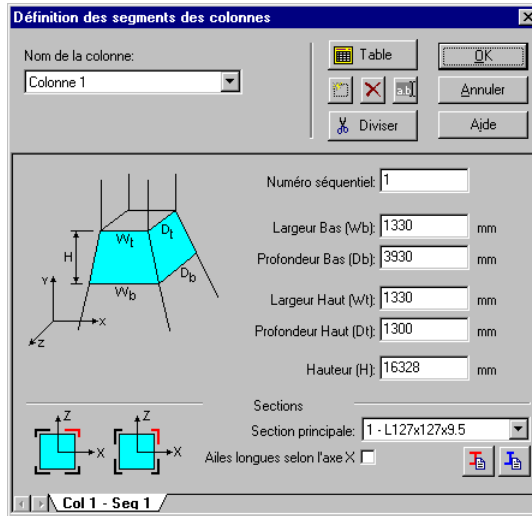 Définition des segments des colonnes
Nom de la colonne:
Colonne 1
Table
OK
a.b
Annuler
Diviser
Aide
Numéro séquentiel: 1
Largeur Bas (Wb): 1330 mm
Profondeur Bas (Db): 3930 mm
Largeur Haut (Wt): 1330 mm
Profondeur Haut (Dt): 1300 mm
Hauteur (H): 16328 mm
Wt
Dt
H
Db
Wb
Y
X
Z
Sections
Section principale: 1 - L127x127x9.5
Ailes longues selon l'axe X
Z
X
Z
X
Col 1 - Seg 1